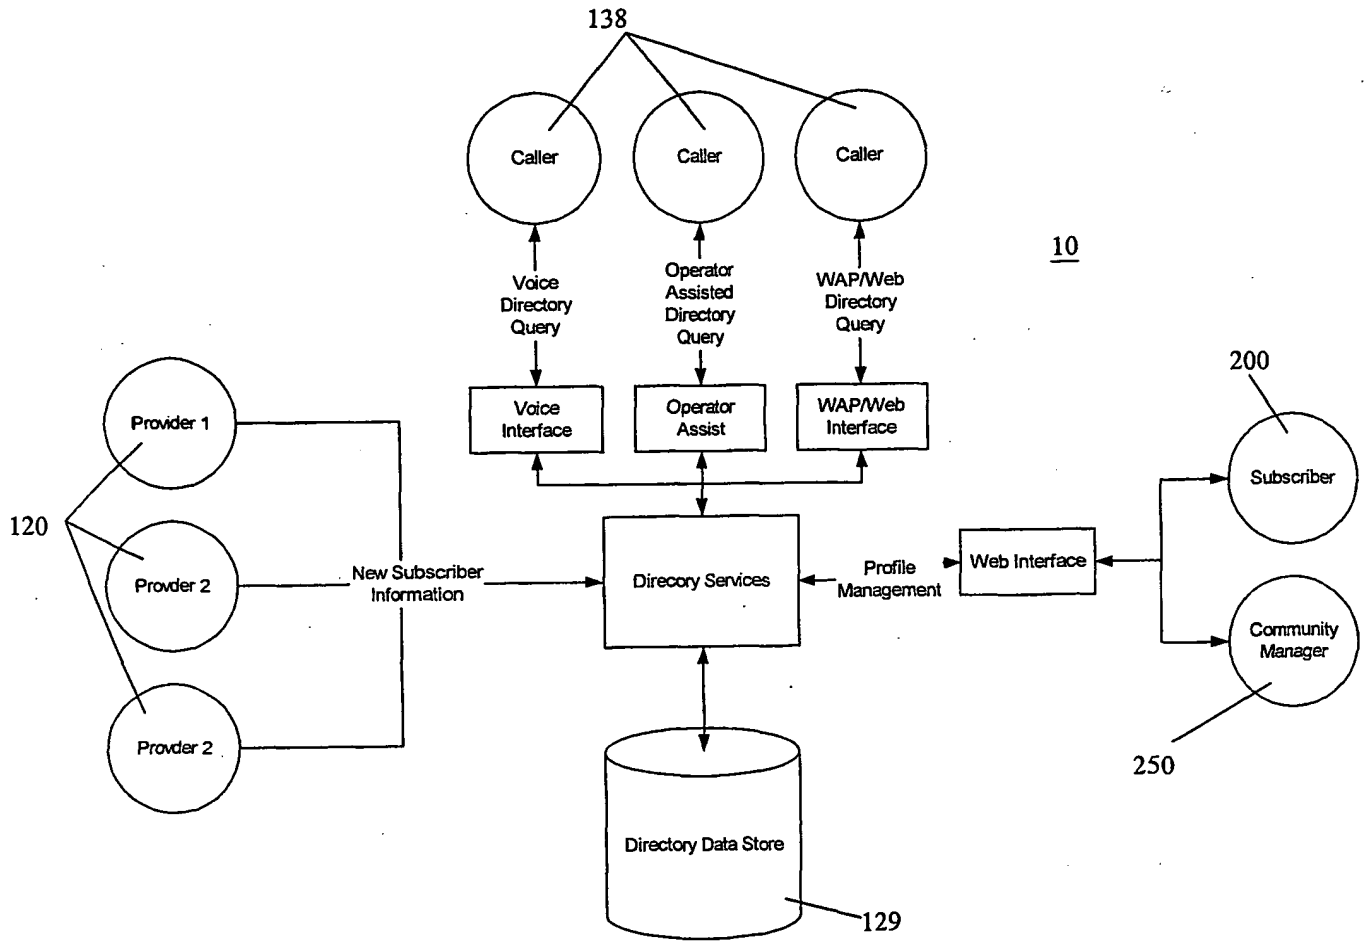 138
Caller
Caller
Caller
10
Voice
Directory
Query
Operator
Assisted
Directory
Query
WAP/Web
Directory
Query
Voice
Interface
Operator
Assist
WAP/Web
Interface
200
Provider 1
Subscriber
120
Provder 2
New Subscriber
Information
Direcory Services
Profile
Management
Web Interface
Community
Manager
Provder 2
250
Directory Data Store
129